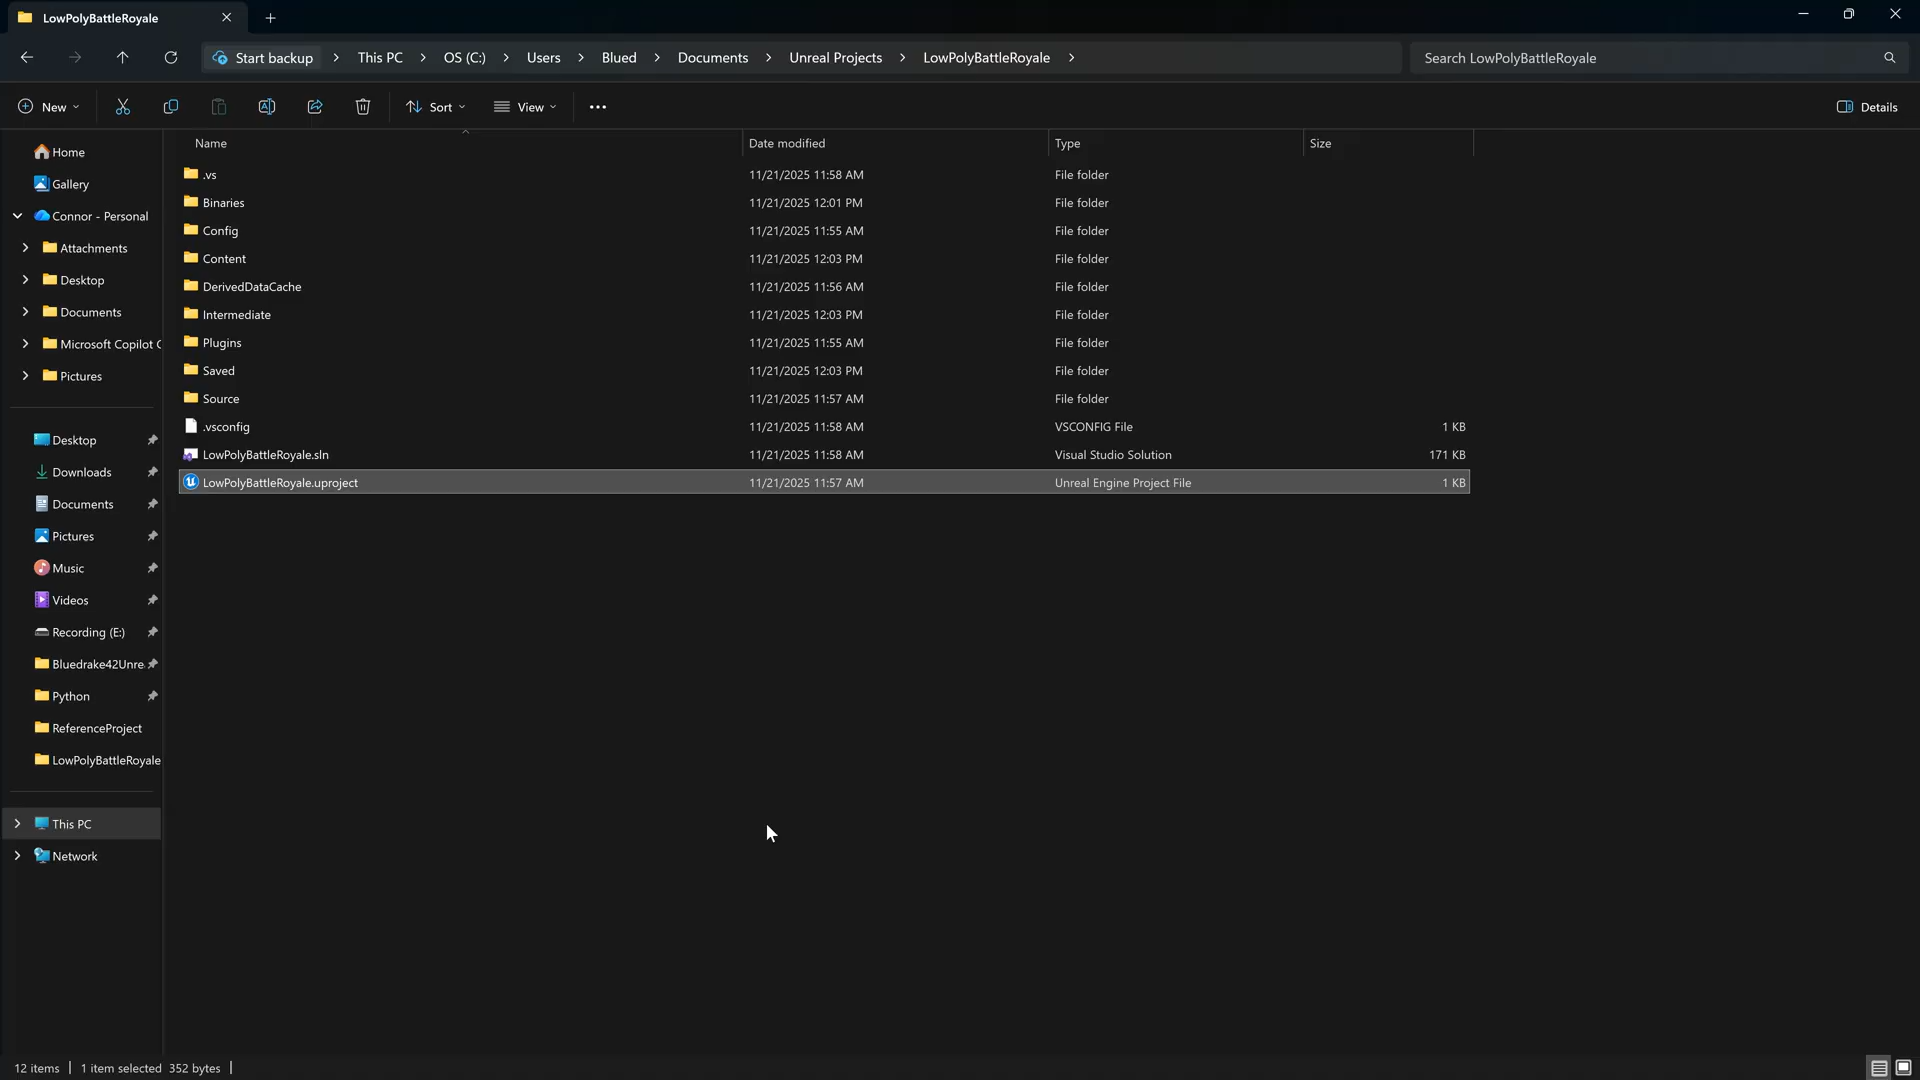 LowPolyBattleRoyale
Start backup This PC OS (C:) Users Blued Documents Unreal Projects LowPolyBattleRoyale
Search LowPolyBattleRoyale
New Sort View Details
Name Date modified Type Size
.vs 11/21/2025 11:58 AM File folder
Binaries 11/21/2025 12:01 PM File folder
Config 11/21/2025 11:55 AM File folder
Content 11/21/2025 12:03 PM File folder
DerivedDataCache 11/21/2025 11:56 AM File folder
Intermediate 11/21/2025 12:03 PM File folder
Plugins 11/21/2025 11:55 AM File folder
Saved 11/21/2025 12:03 PM File folder
Source 11/21/2025 11:57 AM File folder
.vsconfig 11/21/2025 11:58 AM VSCONFIG File 1 KB
LowPolyBattleRoyale.sln 11/21/2025 11:58 AM Visual Studio Solution 171 KB
LowPolyBattleRoyale.uproject 11/21/2025 11:57 AM Unreal Engine Project File 1 KB
Home
Gallery
Connor - Personal
Attachments
Desktop
Documents
Microsoft Copilot C
Pictures
Desktop
Downloads
Documents
Pictures
Music
Videos
Recording (E:)
Bluedrake42Unre
Python
ReferenceProject
LowPolyBattleRoyale
This PC
Network
12 items 1 item selected 352 bytes